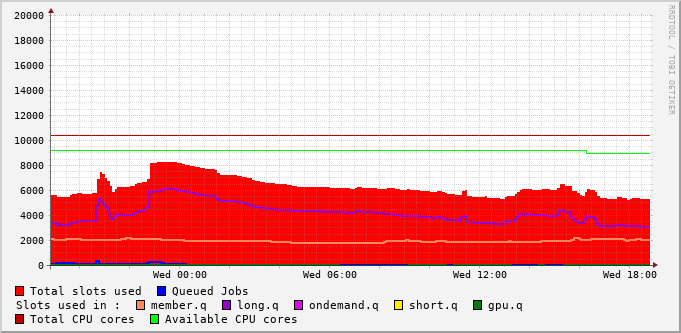 20000
18000
16000
14000
12000
10000
8000
6000
4000
2000
0
Wed 00:00 Wed 06:00 Wed 12:00 Wed 18:00
RRDTOOL / TOBI OETIKER
Total slots used Queued Jobs
Slots used in : member.q long.q ondemand.q short.q gpu.q
Total CPU cores Available CPU cores